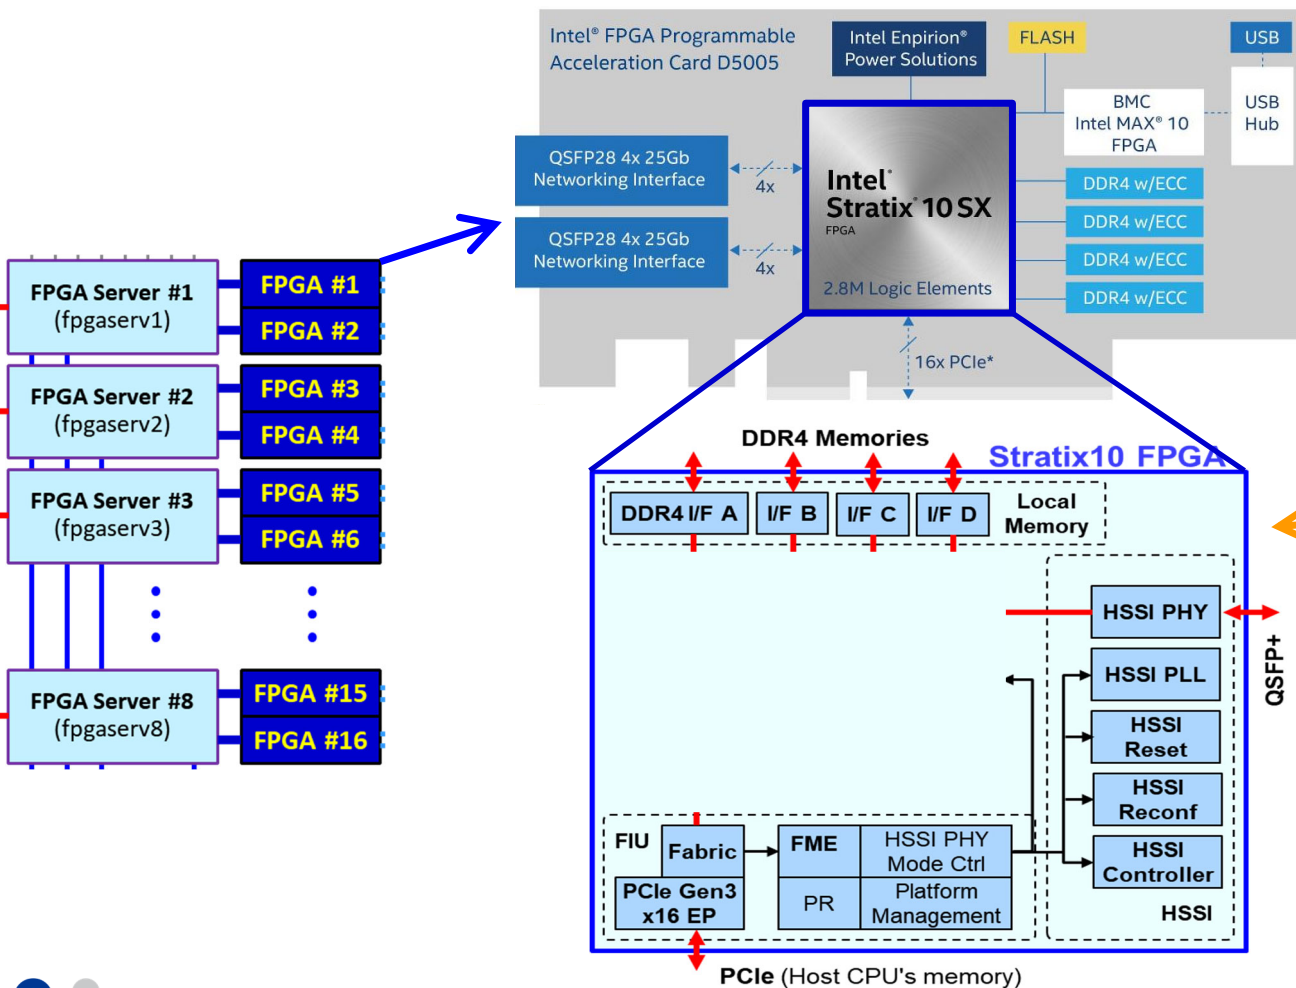 Intel® FPGA Programmable
Acceleration Card D5005
Intel Enpirion®
Power Solutions
FLASH
USB
BMC
Intel MAX® 10
FPGA
USB
Hub
QSFP28 4x 25Gb
Networking Interface
4x
QSFP28 4x 25Gb
Networking Interface
4x
Intel®
Stratix® 10 SX
FPGA
2.8M Logic Elements
DDR4 w/ECC
DDR4 w/ECC
DDR4 w/ECC
DDR4 w/ECC
16x PCIe*
FPGA Server #1
(fpgaserv1)
FPGA #1
FPGA #2
FPGA Server #2
(fpgaserv2)
FPGA #3
FPGA #4
FPGA Server #3
(fpgaserv3)
FPGA #5
FPGA #6
FPGA Server #8
(fpgaserv8)
FPGA #15
FPGA #16
DDR4 Memories
Stratix10 FPGA
DDR4 I/F A
I/F B
I/F C
I/F D
Local
Memory
HSSI PHY
QSFP+
HSSI PLL
HSSI
Reset
HSSI
Reconf
HSSI
Controller
HSSI
FIU
Fabric
PCIe Gen3
x16 EP
FME
HSSI PHY
Mode Ctrl
PR
Platform
Management
PCIe (Host CPU's memory)